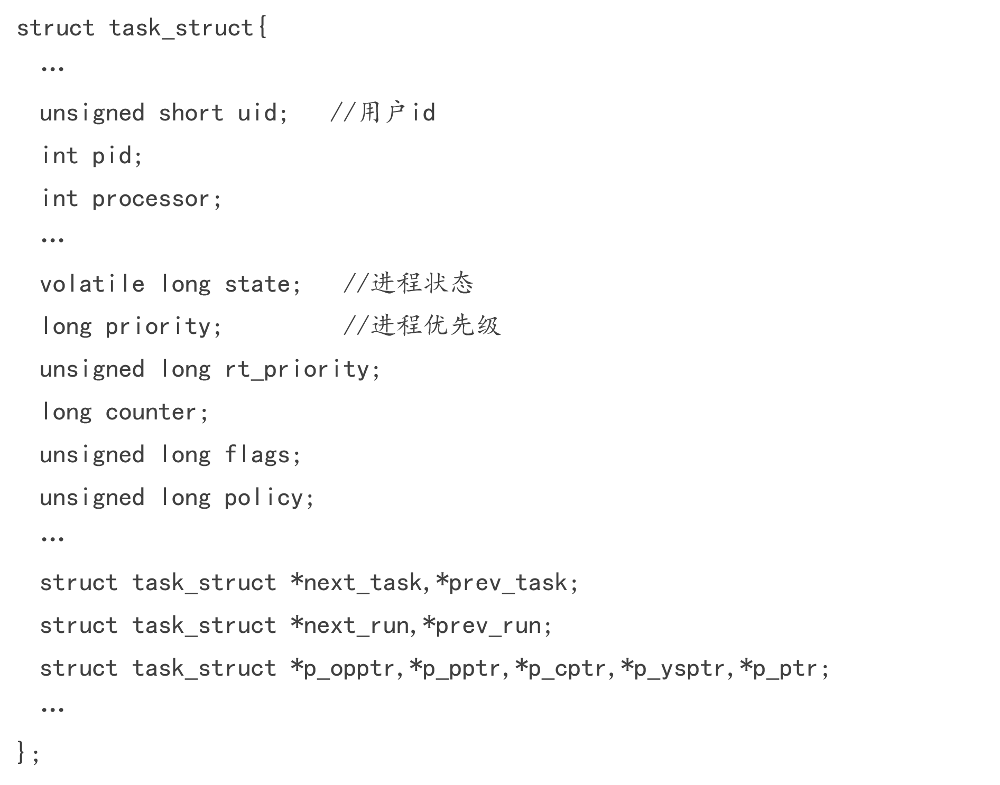 struct task_struct{
…
unsigned short uid; //用户id
int pid;
int processor;
…
volatile long state; //进程状态
long priority; //进程优先级
unsigned long rt_priority;
long counter;
unsigned long flags;
unsigned long policy;
…
struct task_struct *next_task,*prev_task;
struct task_struct *next_run,*prev_run;
struct task_struct *p_opptr,*p_pptr,*p_cptr,*p_ysptr,*p_ptr;
…
};